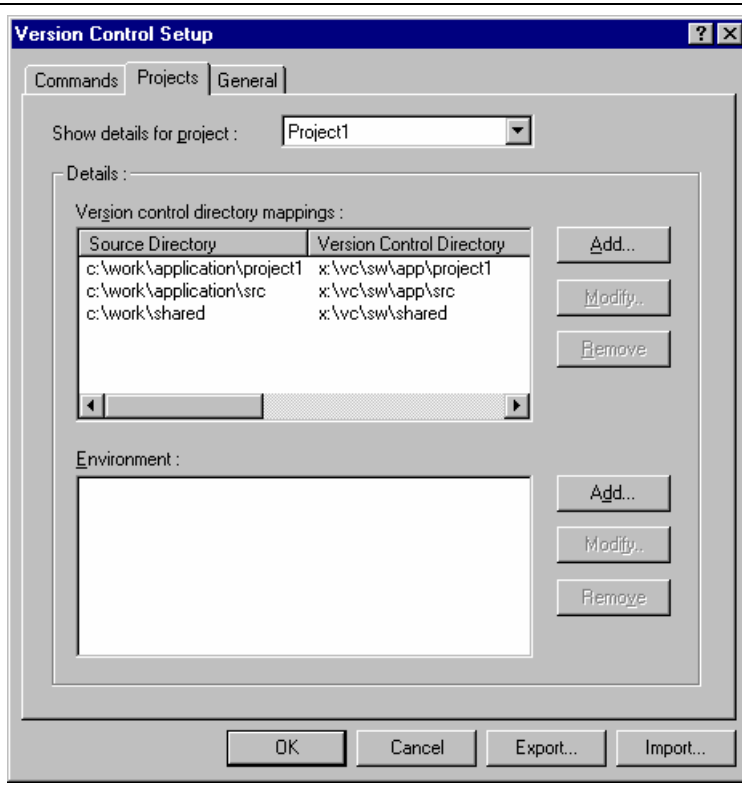 Version Control Setup
Commands Projects General
Show details for project : Project1
Details :
Version control directory mappings :
Source Directory Version Control Directory
c:\work\application\project1 x:\vc\sw\app\project1
c:\work\application\src x:\vc\sw\app\src
c:\work\shared x:\vc\sw\shared
Add...
Modify..
Remove
Environment :
Add...
Modify..
Remove
OK Cancel Export... Import...